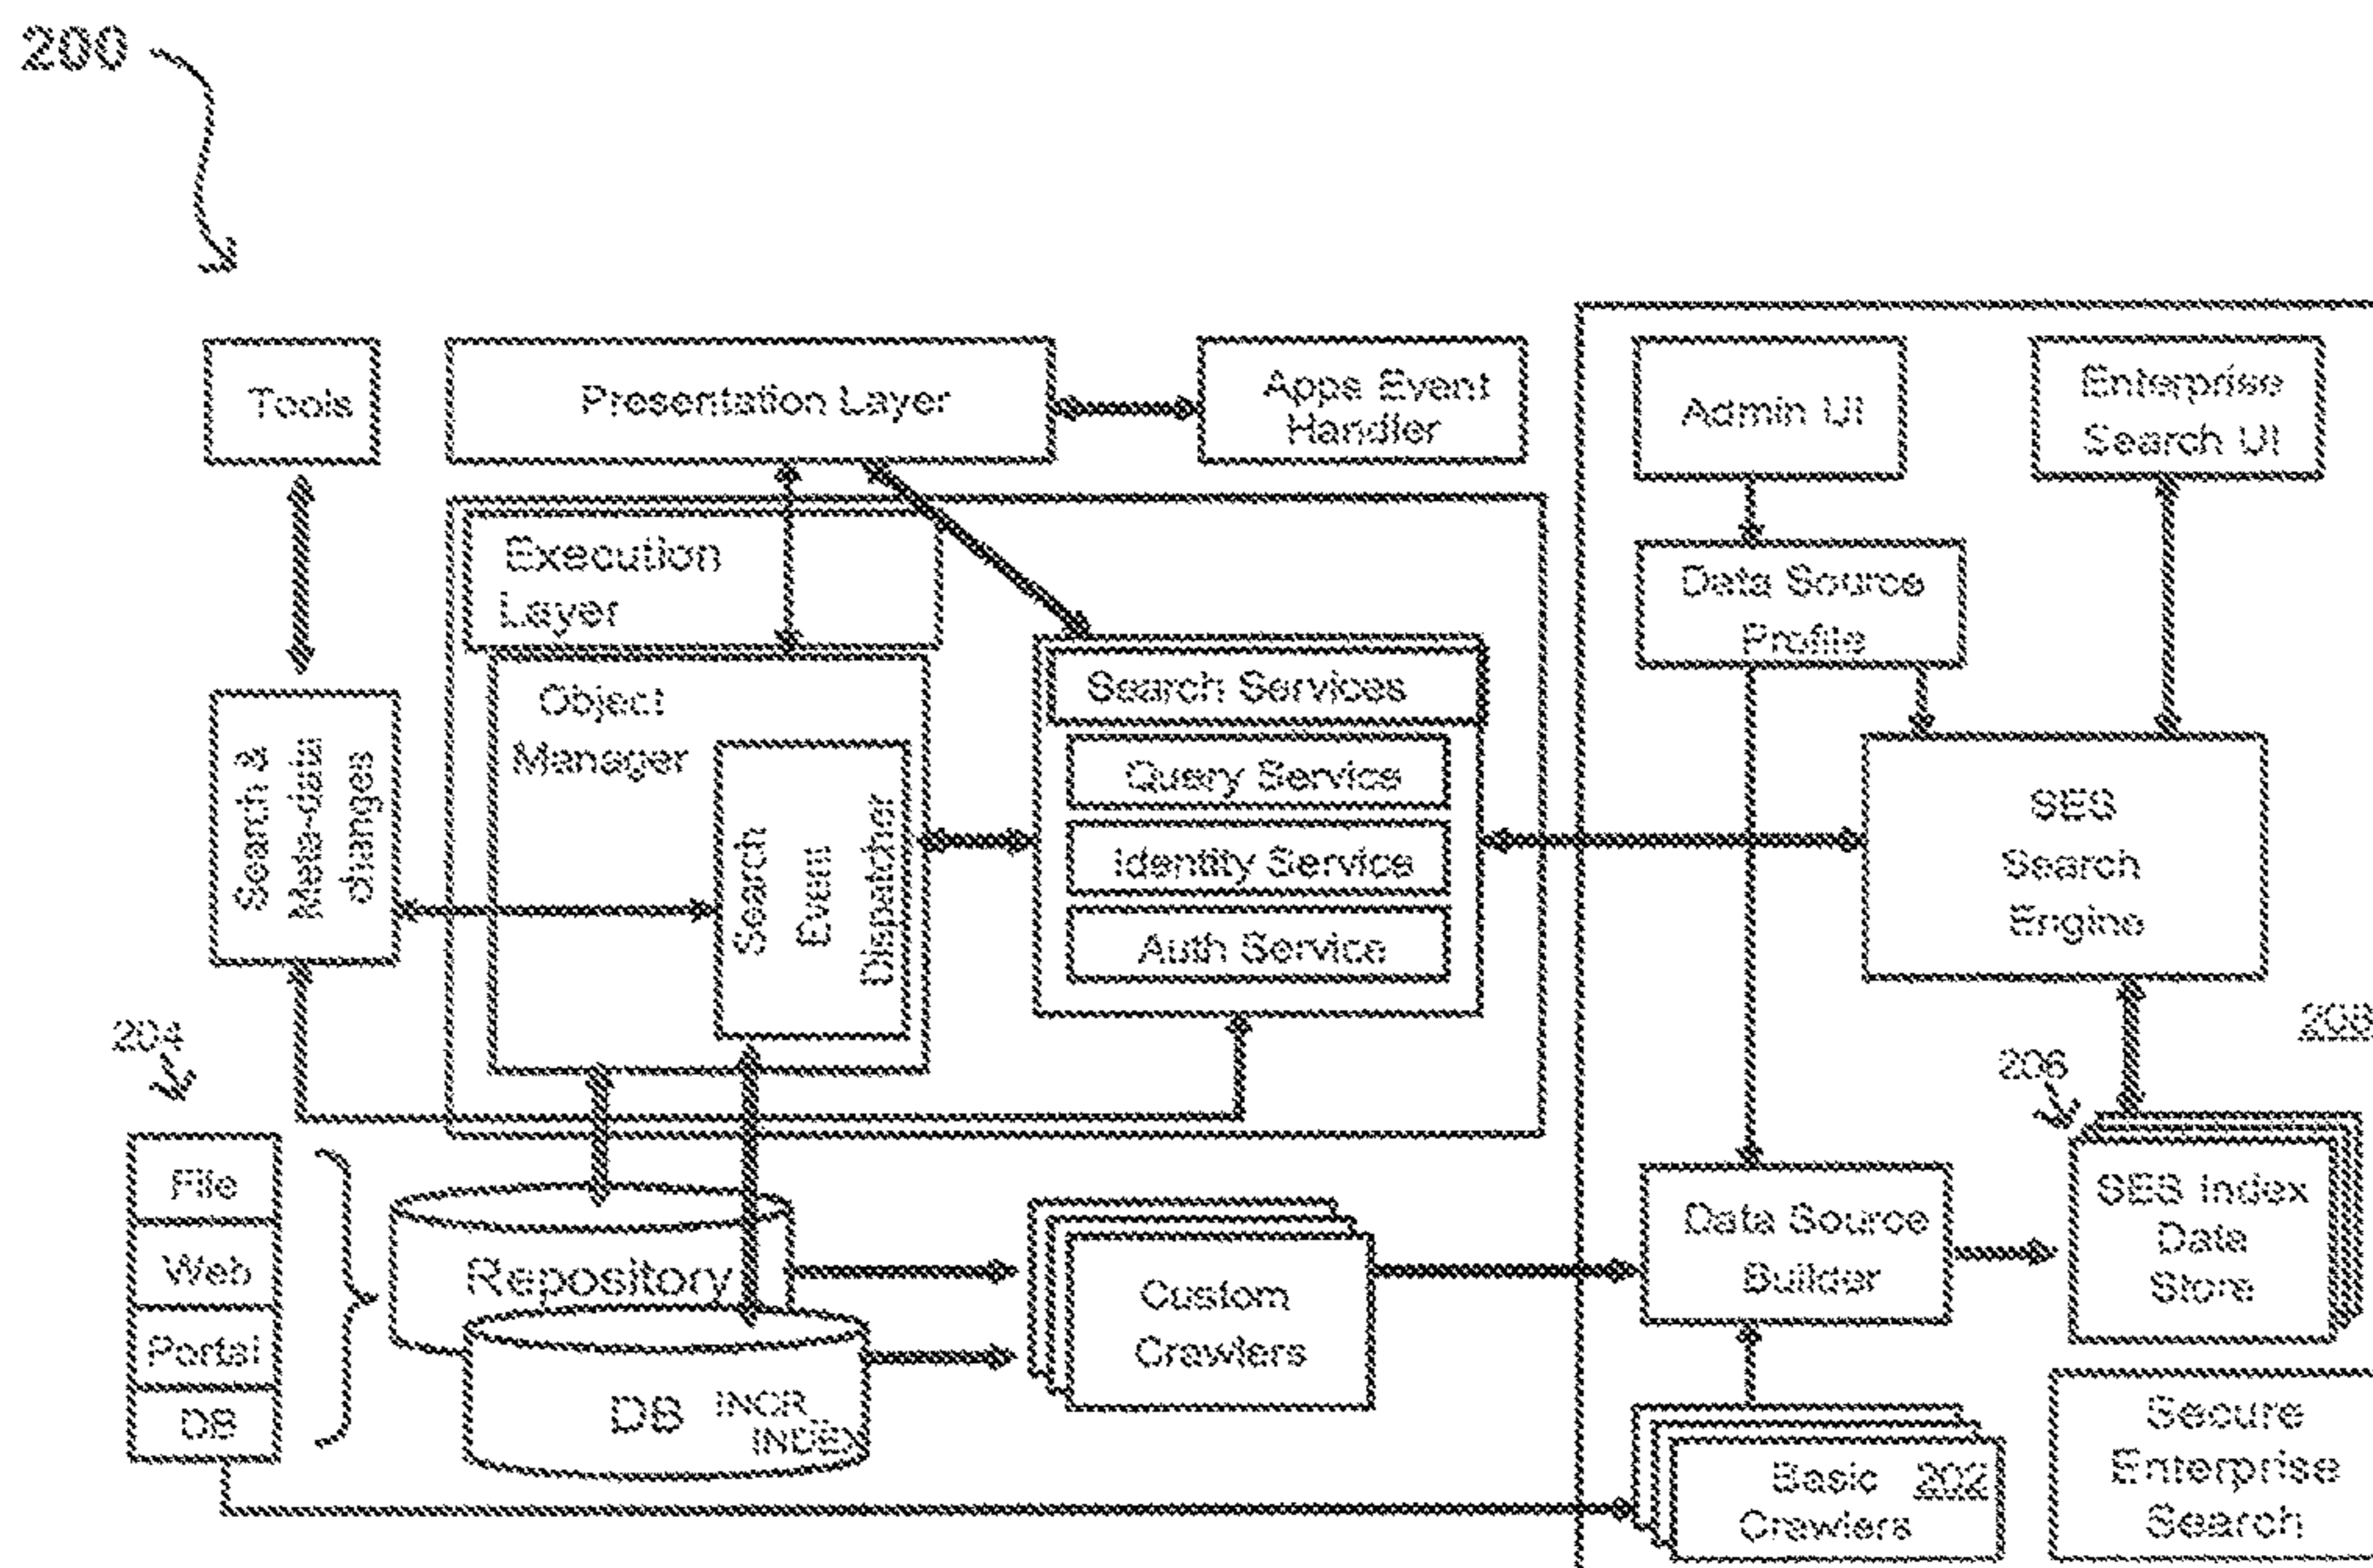 200
Tools
Presentation Layer
Apps Event
Handler
Admin UI
Enterprise
Search UI
Execution
Layer
Data Source
Profile
Object
Manager
Search Services
Query Service
Identity Service
Auth Service
Search &
Meta-data
changes
Search
Event
Dispatcher
SES
Search
Engine
204
206
208
File
Web
Portal
DB
Repository
DB
INCR_
INDEX
Custom
Crawlers
Data Source
Builder
SES Index
Data
Store
Basic 202
Crawlers
Secure
Enterprise
Search